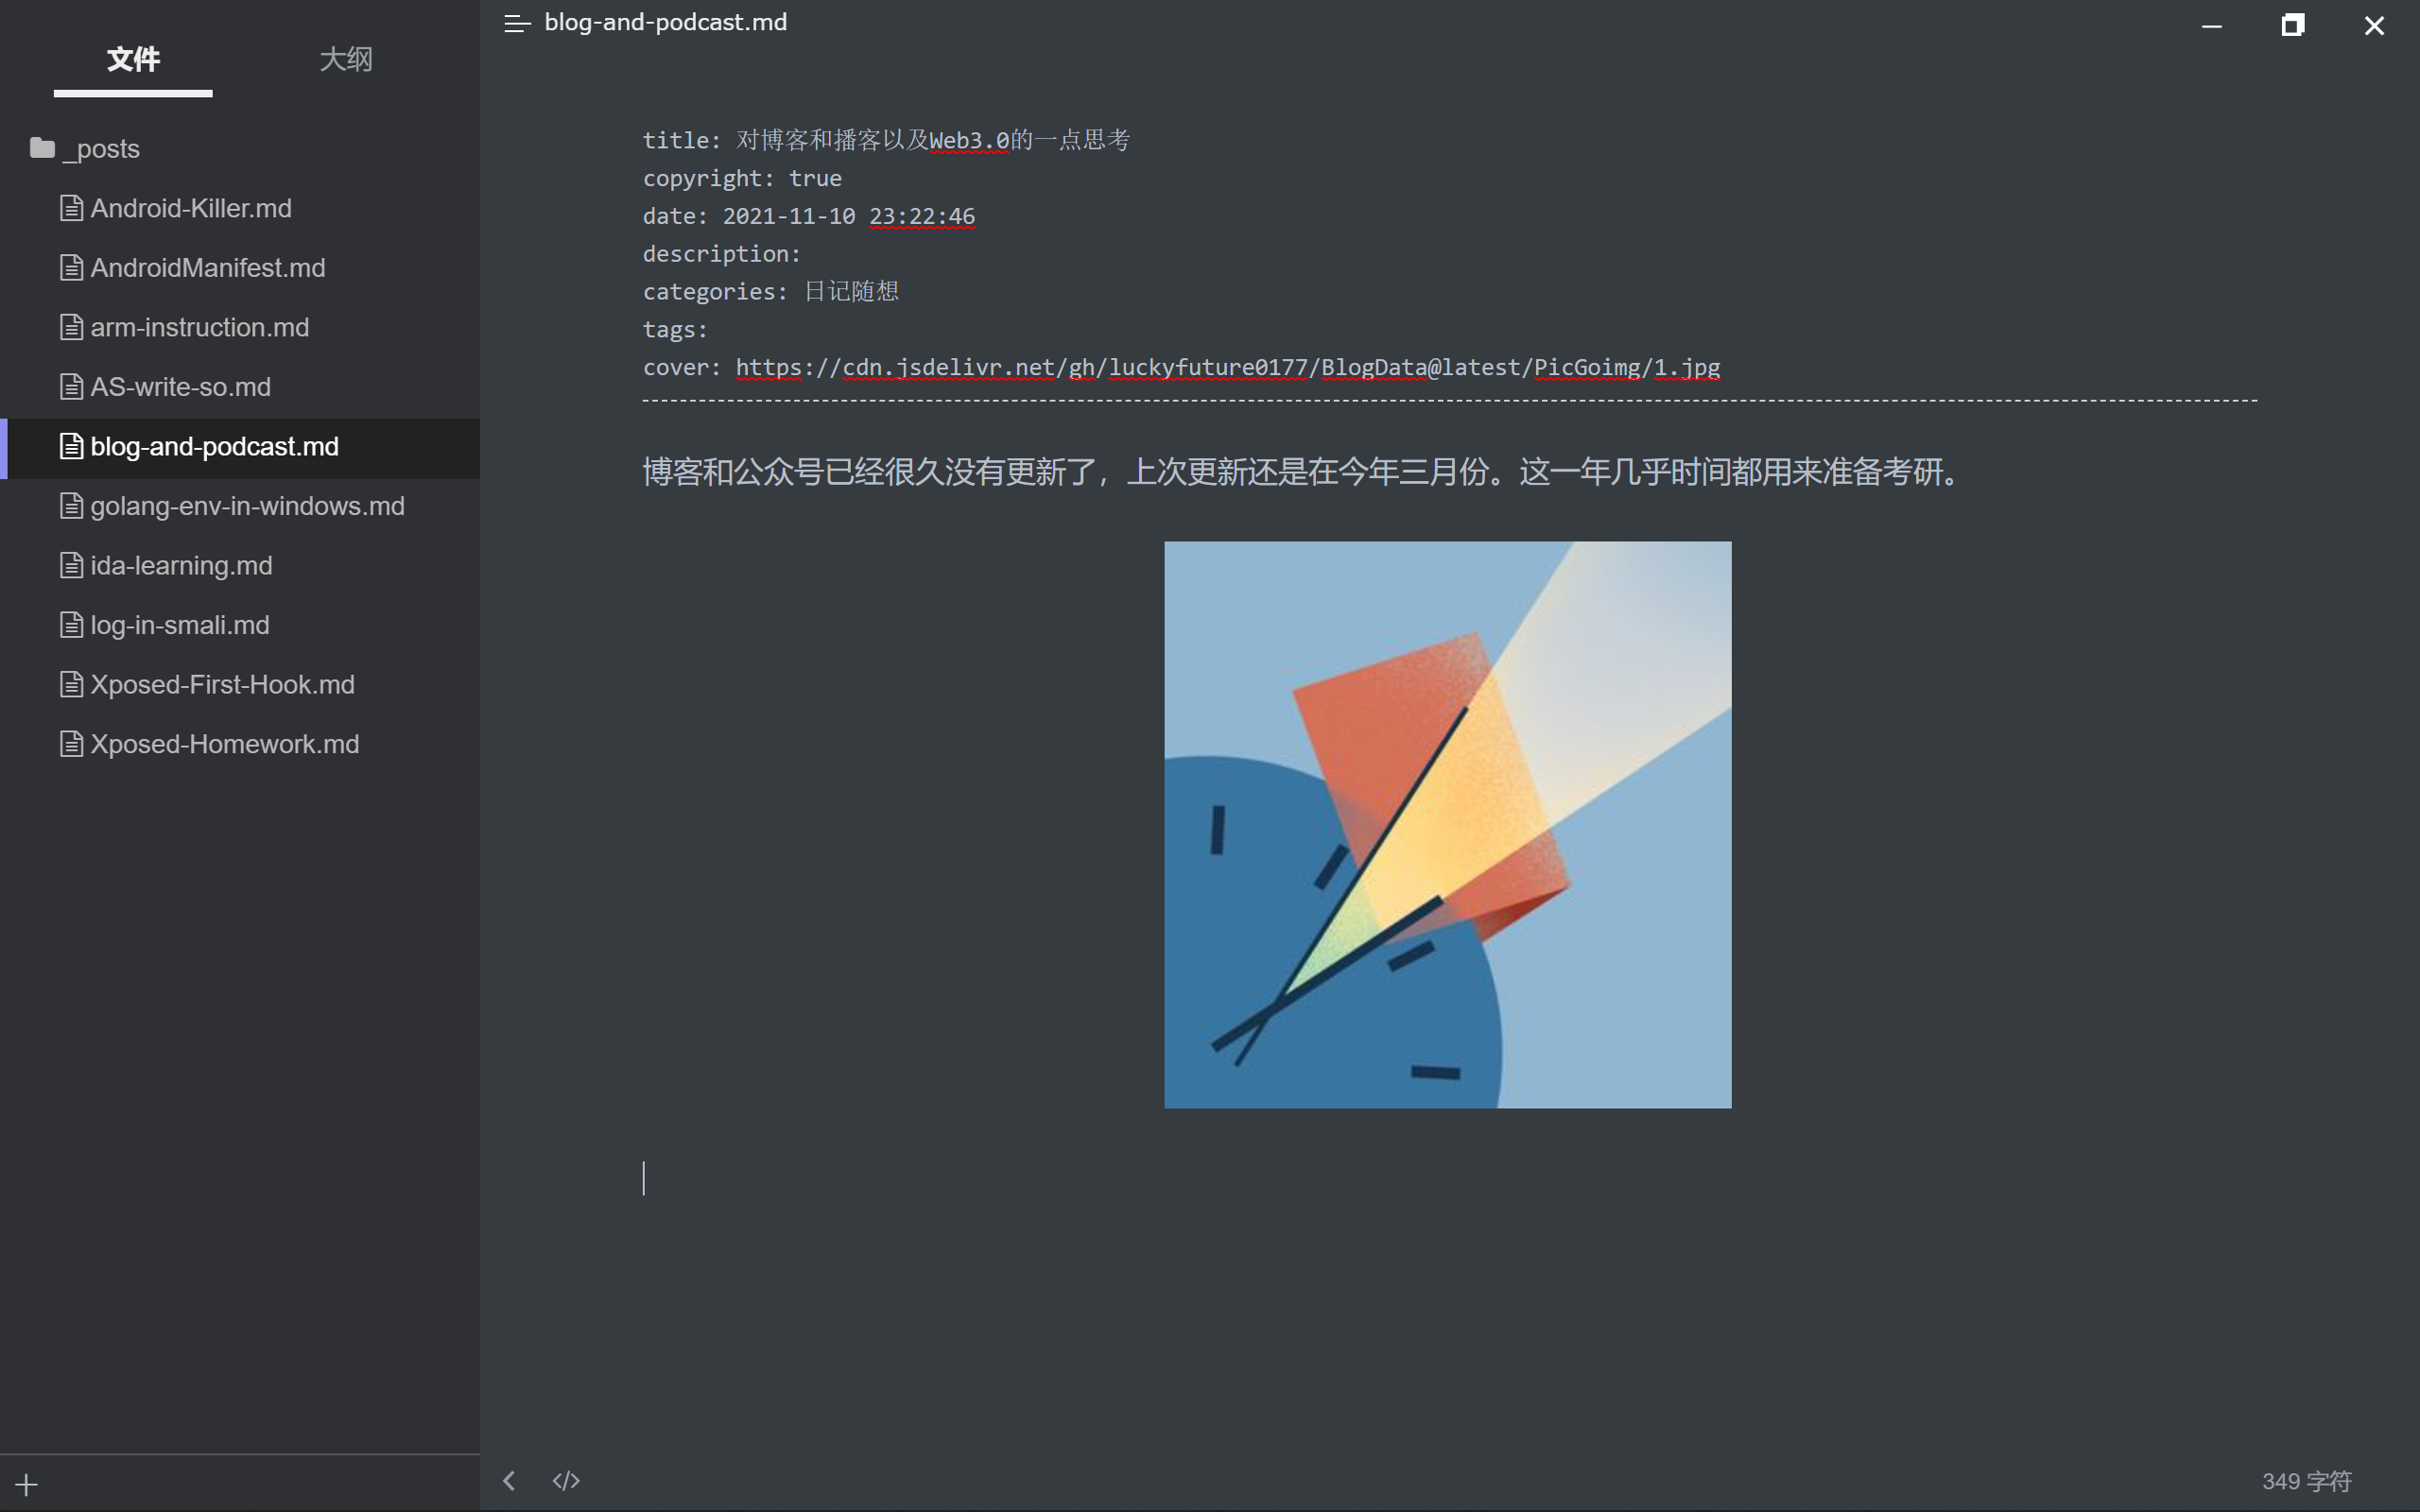 文件
大纲
_posts
Android-Killer.md
AndroidManifest.md
arm-instruction.md
AS-write-so.md
blog-and-podcast.md
golang-env-in-windows.md
ida-learning.md
log-in-smali.md
Xposed-First-Hook.md
Xposed-Homework.md
blog-and-podcast.md
title: 对博客和播客以及Web3.0的一点思考
copyright: true
date: 2021-11-10 23:22:46
description:
categories: 日记随想
tags:
cover: https://cdn.jsdelivr.net/gh/luckyfuture0177/BlogData@latest/PicGoimg/1.jpg
博客和公众号已经很久没有更新了，上次更新还是在今年三月份。这一年几乎时间都用来准备考研。
349 字符